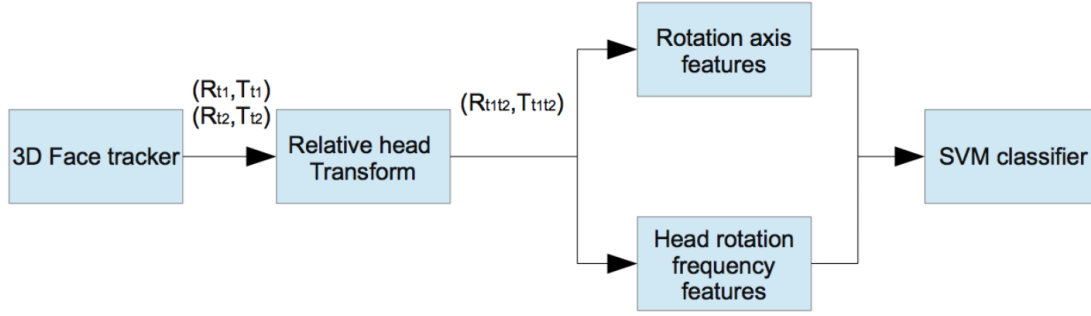 3D Face tracker
(Rt1,Tt1)
(Rt2,Tt2)
Relative head
Transform
(Rt1t2,Tt1t2)
Rotation axis
features
Head rotation
frequency
features
SVM classifier